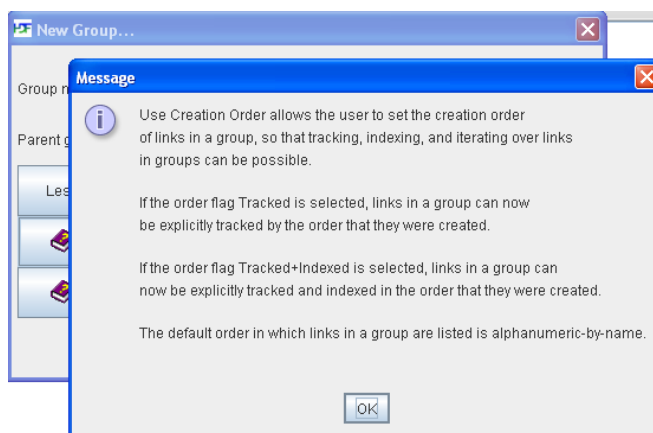 HDF New Group...
Message
Group n
Use Creation Order allows the user to set the creation order
of links in a group, so that tracking, indexing, and iterating over links
in groups can be possible.
Parent g
Les
If the order flag Tracked is selected, links in a group can now
be explicitly tracked by the order that they were created.
If the order flag Tracked+Indexed is selected, links in a group can
now be explicitly tracked and indexed in the order that they were created.
The default order in which links in a group are listed is alphanumeric-by-name.
OK